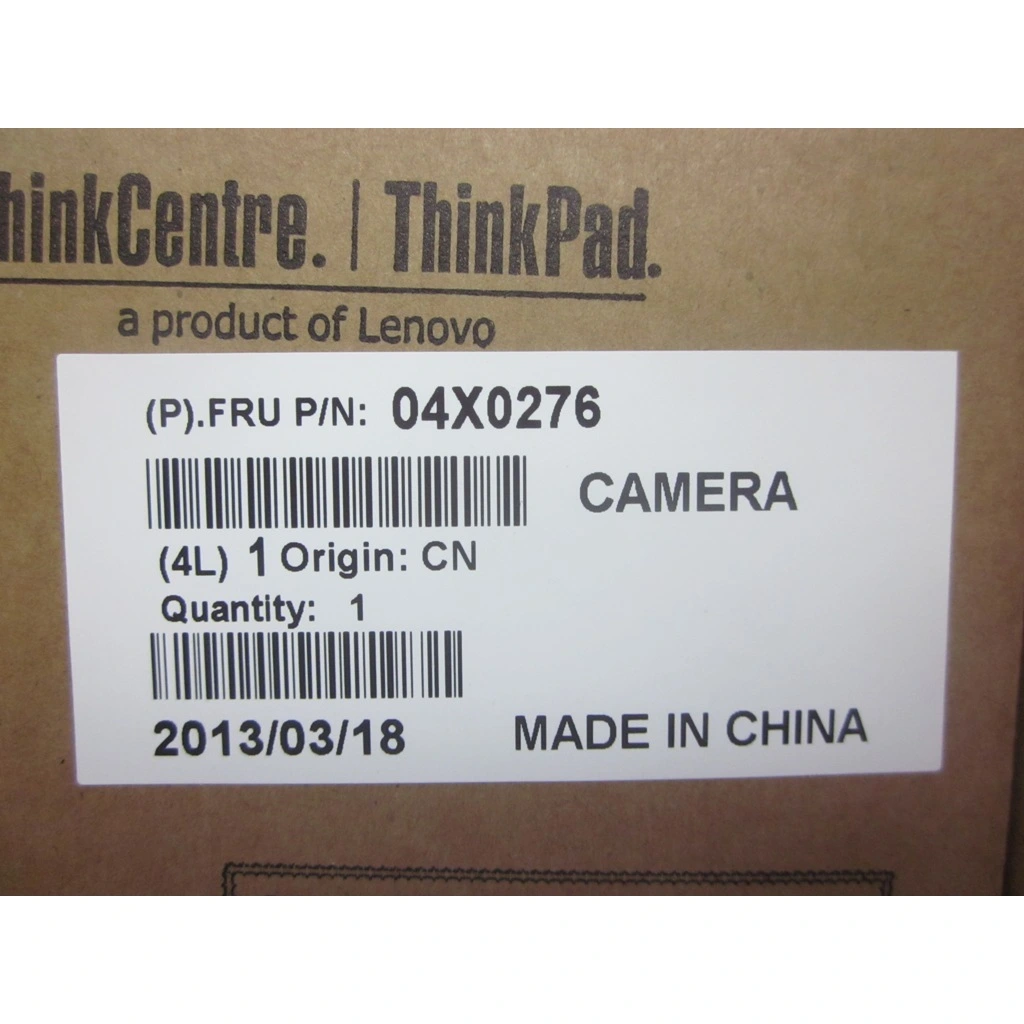 hinkCentre. | ThinkPad.
a product of Lenovo
(P).FRU P/N: 04X0276
CAMERA
(4L) 1 Origin: CN
Quantity: 1
2013/03/18 MADE IN CHINA